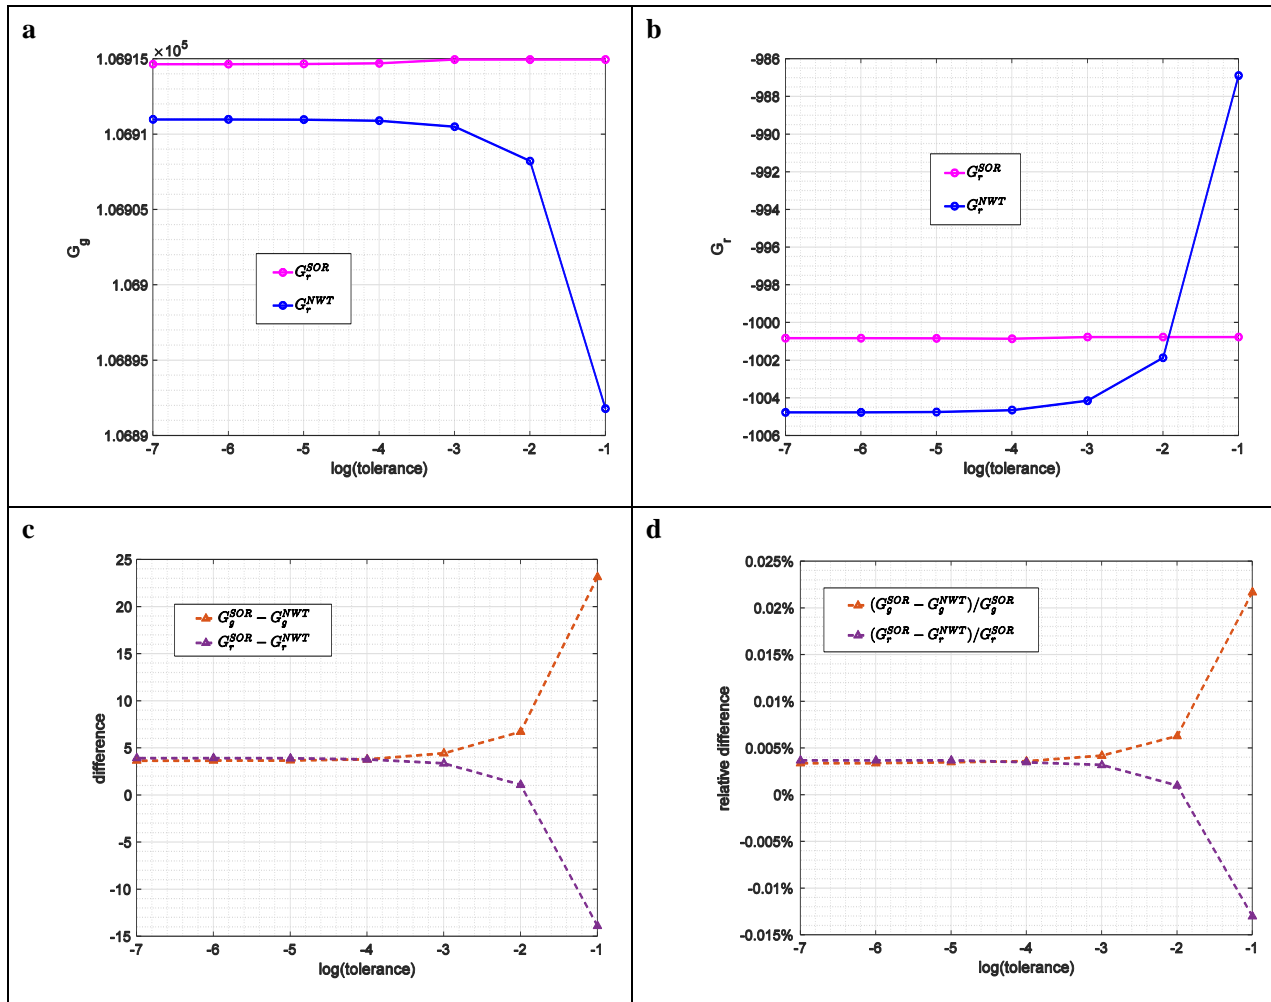 a
1.06915 ×10^5
1.0691
1.06905
1.069
1.06895
1.0689
G_g
G_r^SOR
G_r^NWT
-7 -6 -5 -4 -3 -2 -1
log(tolerance)
b
-986
-988
-990
-992
-994
-996
-998
-1000
-1002
-1004
-1006
G_r
G_r^SOR
G_r^NWT
-7 -6 -5 -4 -3 -2 -1
log(tolerance)
c
25
20
15
10
5
0
-5
-10
-15
difference
G_g^SOR − G_g^NWT
G_r^SOR − G_r^NWT
-7 -6 -5 -4 -3 -2 -1
log(tolerance)
d
0.025%
0.02%
0.015%
0.01%
0.005%
0%
-0.005%
-0.01%
-0.015%
relative difference
(G_g^SOR − G_g^NWT)/G_g^SOR
(G_r^SOR − G_r^NWT)/G_r^SOR
-7 -6 -5 -4 -3 -2 -1
log(tolerance)